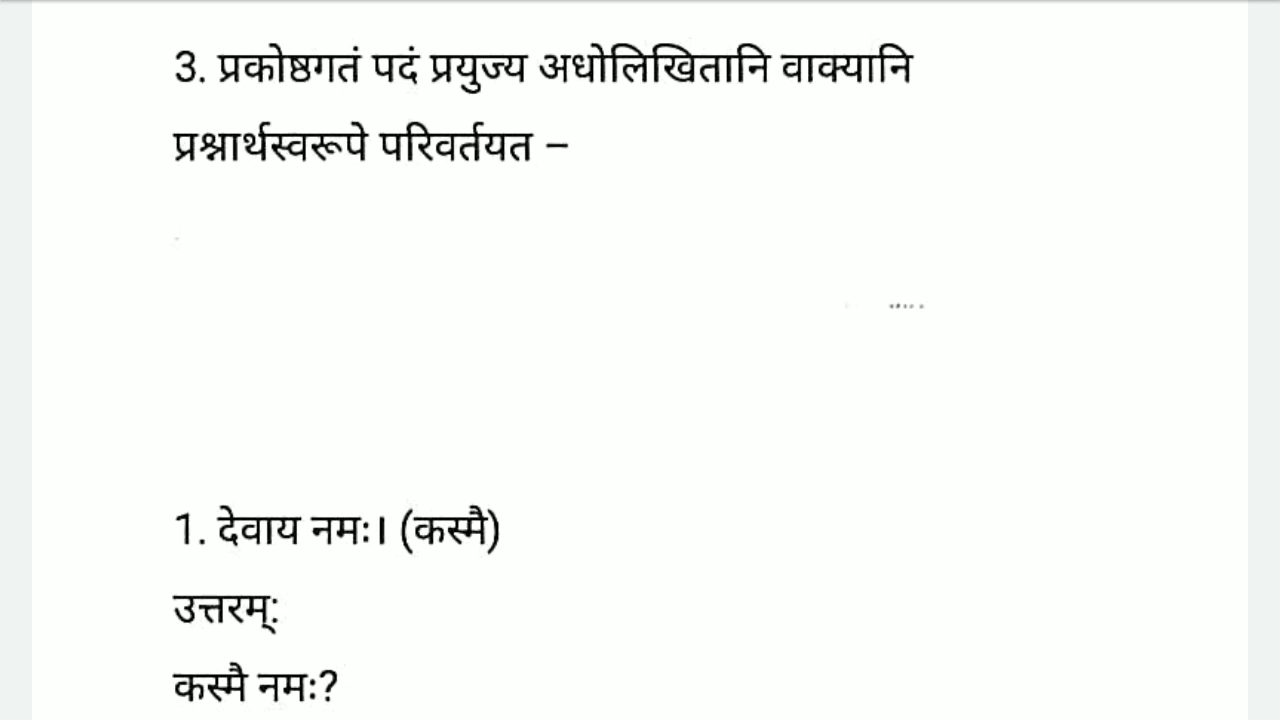 3. प्रकोष्ठगतं पदं प्रयुज्य अधोलिखितानि वाक्यानि
प्रश्नार्थस्वरूपे परिवर्तयत –
1. देवाय नमः। (कस्मै)
उत्तरम्:
कस्मै नमः?